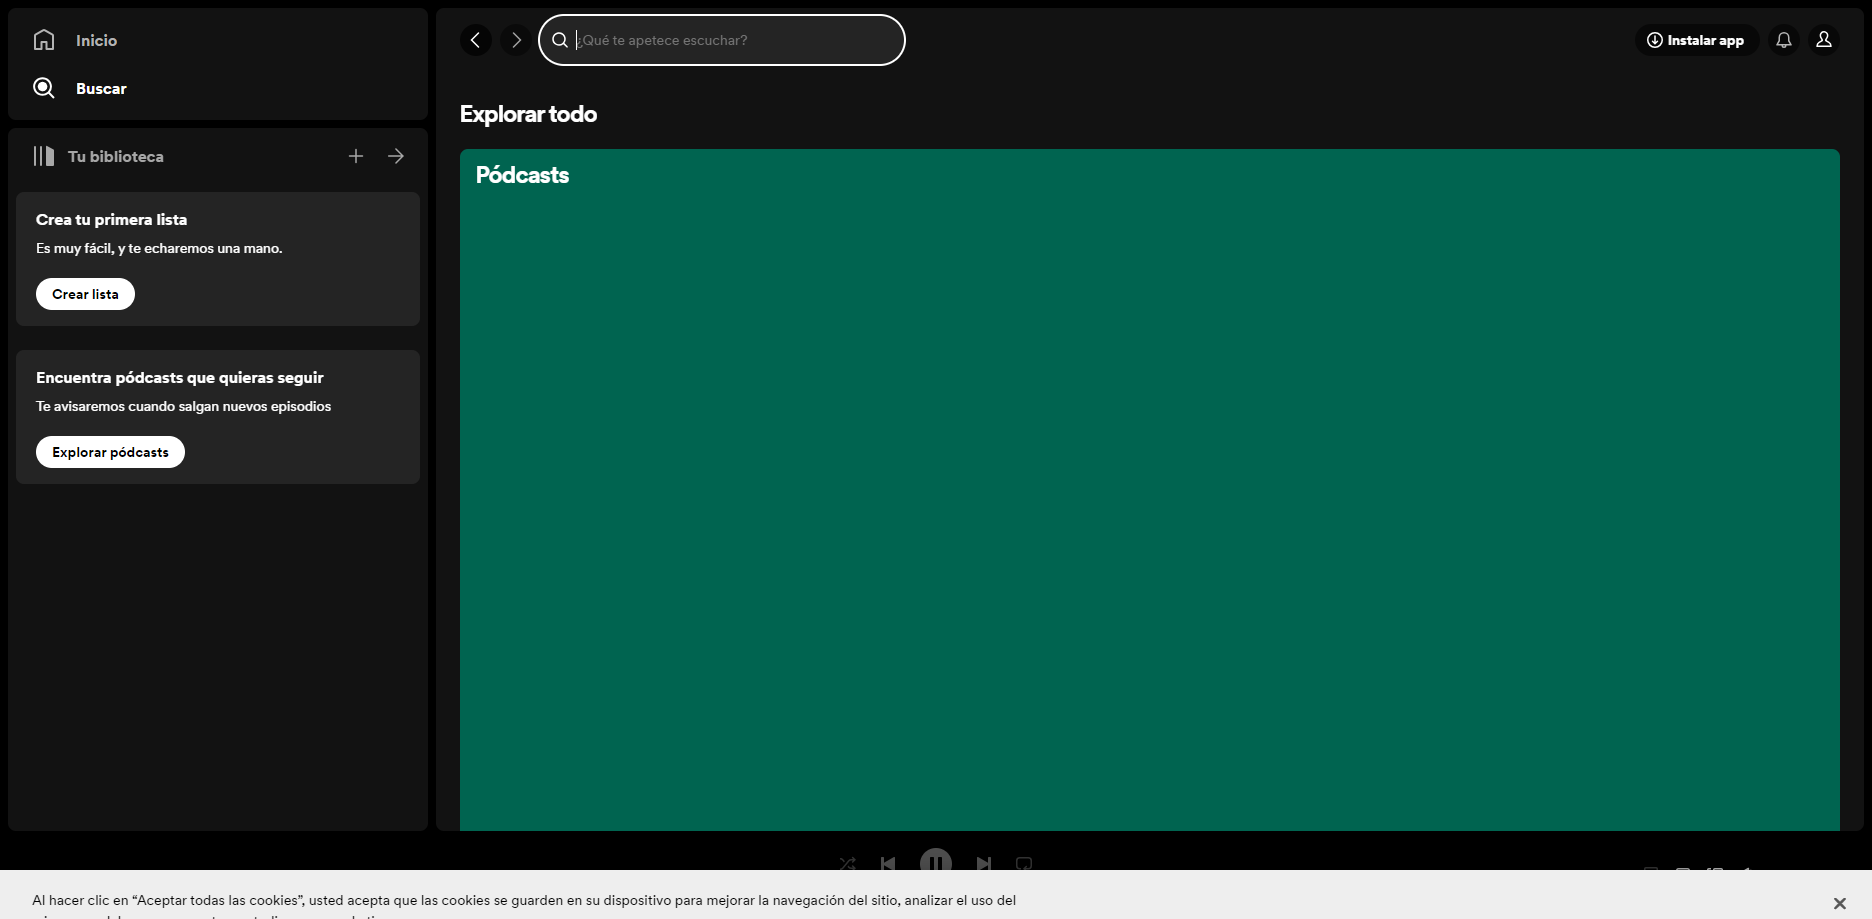 Inicio
Buscar
Tu biblioteca
Crea tu primera lista
Es muy fácil, y te echaremos una mano.
Crear lista
Encuentra pódcasts que quieras seguir
Te avisaremos cuando salgan nuevos episodios
Explorar pódcasts
¿Qué te apetece escuchar?
Instalar app
Explorar todo
Pódcasts
Al hacer clic en “Aceptar todas las cookies”, usted acepta que las cookies se guarden en su dispositivo para mejorar la navegación del sitio, analizar el uso del